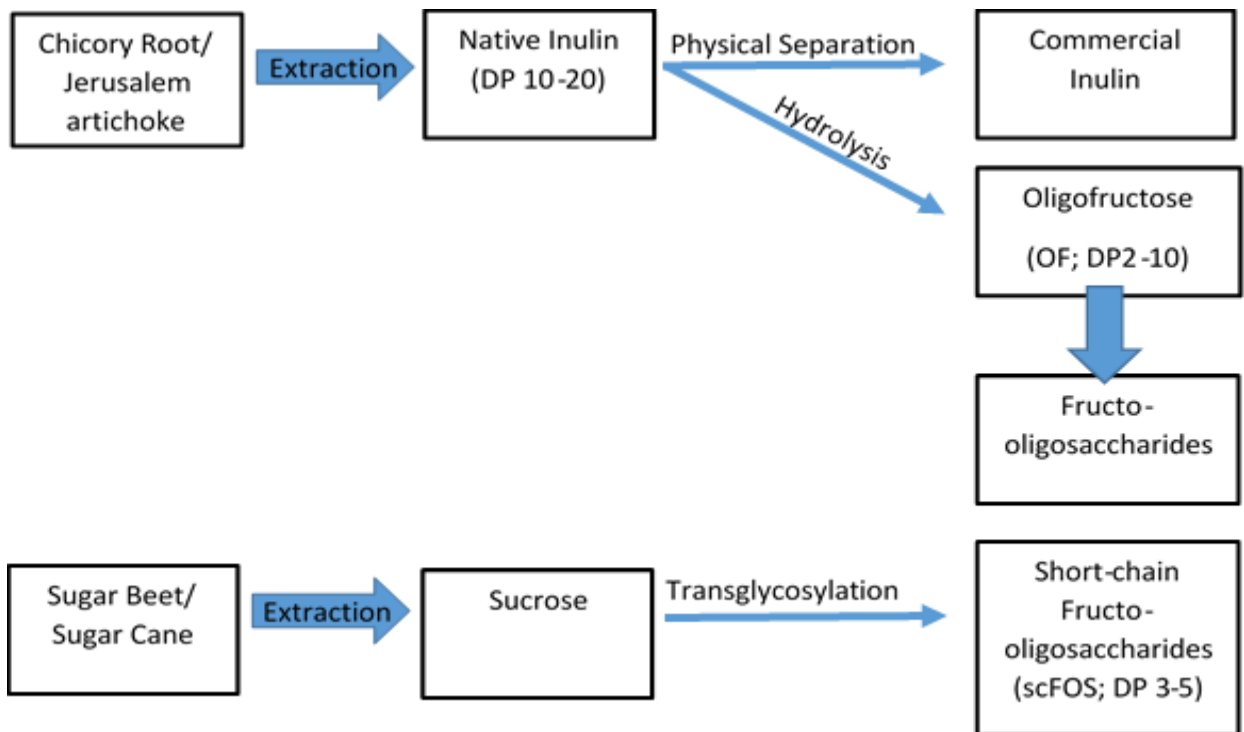 Chicory Root/
Jerusalem
artichoke
Extraction
Native Inulin
(DP 10-20)
Physical Separation
Hydrolysis
Commercial
Inulin
Oligofructose
(OF; DP2-10)
Fructo-
oligosaccharides
Sugar Beet/
Sugar Cane
Extraction
Sucrose
Transglycosylation
Short-chain
Fructo-
oligosaccharides
(scFOS; DP 3-5)